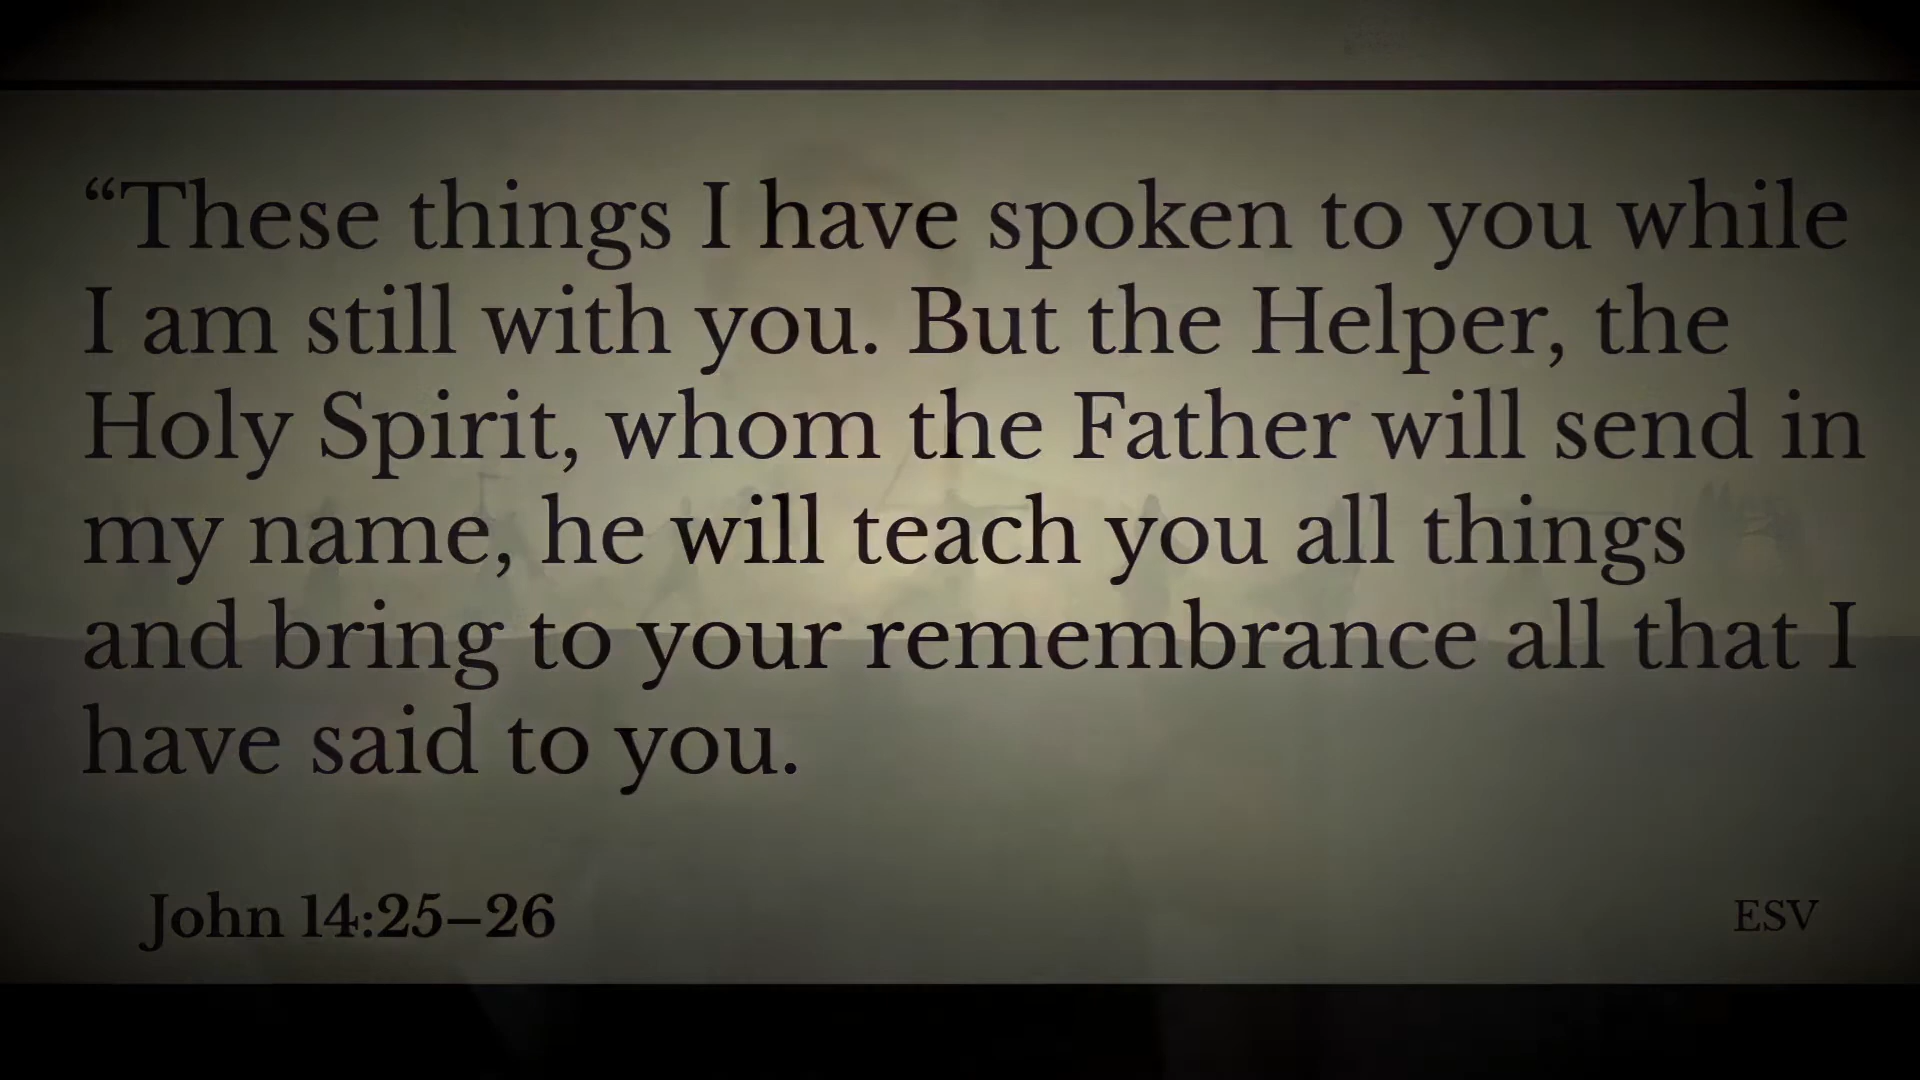 “These things I have spoken to you while
I am still with you. But the Helper, the
Holy Spirit, whom the Father will send in
my name, he will teach you all things
and bring to your remembrance all that I
have said to you.
John 14:25–26
ESV